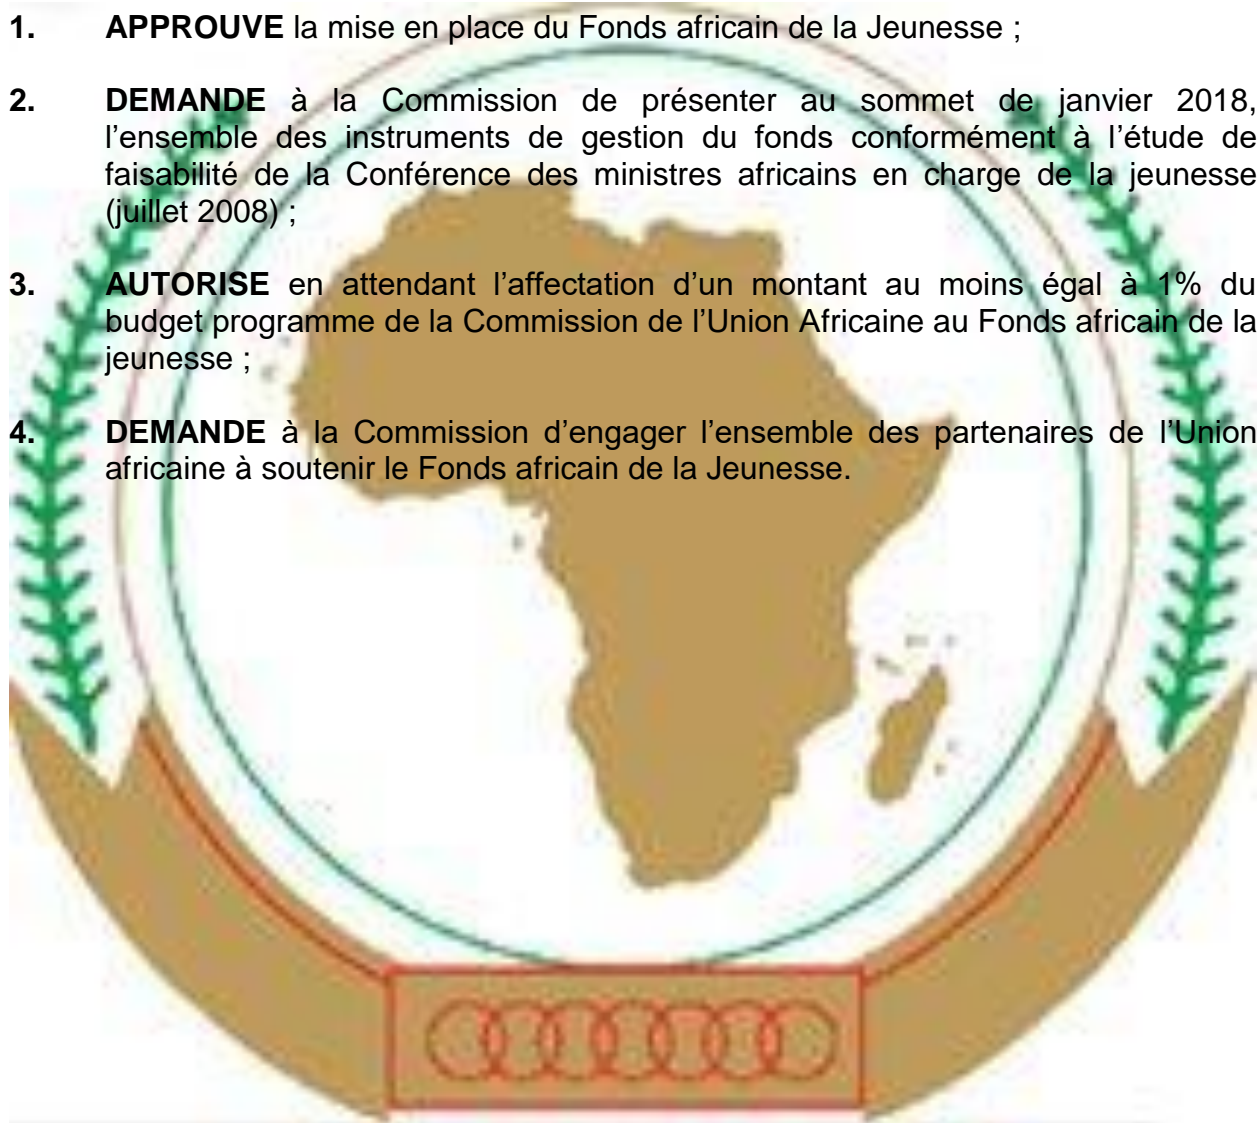 1. APPROUVE la mise en place du Fonds africain de la Jeunesse ;
2. DEMANDE à la Commission de présenter au sommet de janvier 2018,
l’ensemble des instruments de gestion du fonds conformément à l’étude de
faisabilité de la Conférence des ministres africains en charge de la jeunesse
(juillet 2008) ;
3. AUTORISE en attendant l’affectation d’un montant au moins égal à 1% du
budget programme de la Commission de l’Union Africaine au Fonds africain de la
jeunesse ;
4. DEMANDE à la Commission d’engager l’ensemble des partenaires de l’Union
africaine à soutenir le Fonds africain de la Jeunesse.